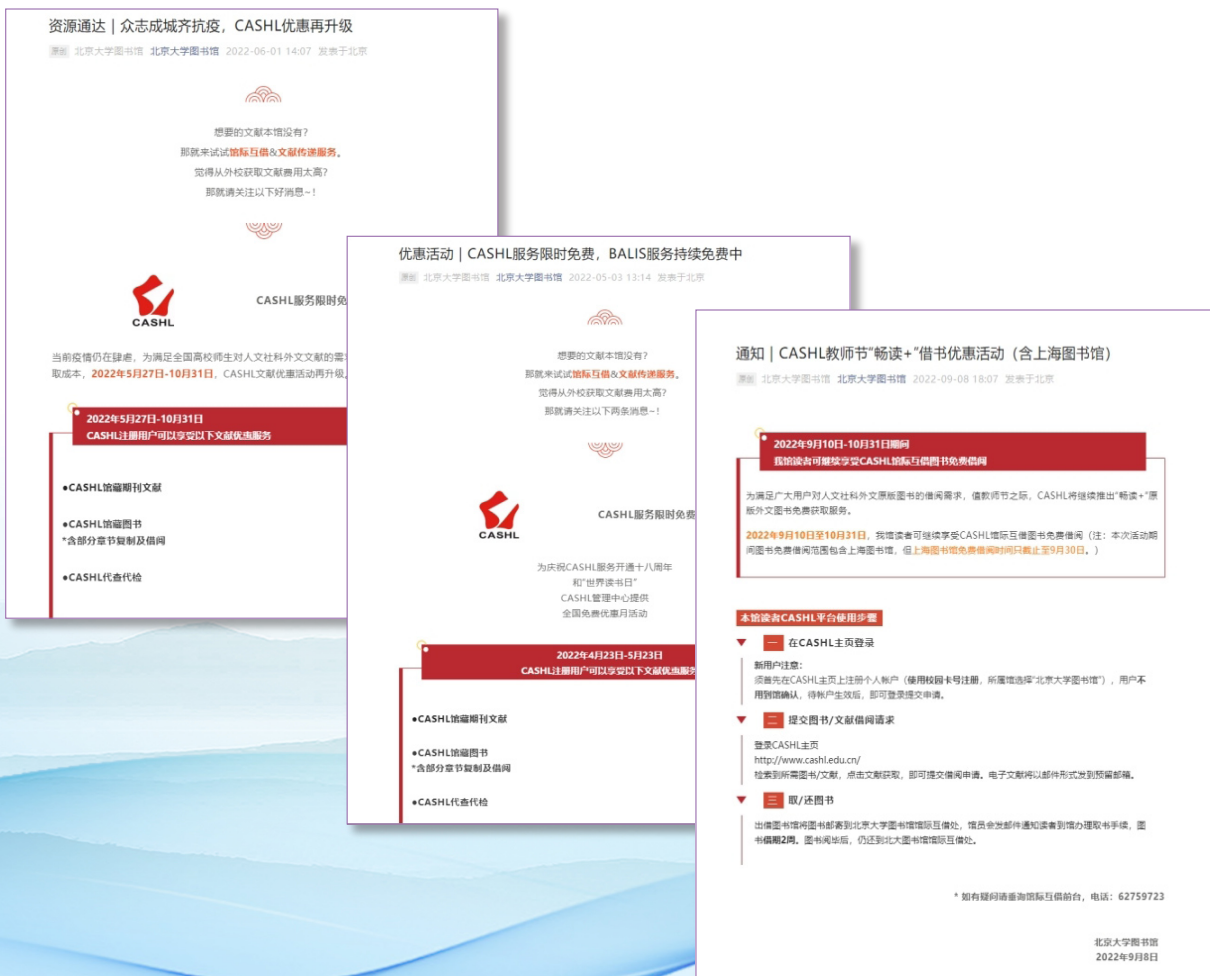 资源通达 | 众志成城齐抗疫，CASHL优惠再升级
原创 北京大学图书馆 北京大学图书馆 2022-06-01 14:07 发表于北京
想要的文献本馆没有?
那就来试试馆际互借&文献传递服务。
觉得从外校获取文献费用太高?
那就请关注以下好消息~！
CASHL
CASHL服务限时免
当前疫情仍在肆虐，为满足全国高校师生对人文社科外文文献的需
取成本，2022年5月27日-10月31日，CASHL文献优惠活动再升级。
2022年5月27日-10月31日
CASHL注册用户可以享受以下文献优惠服务
●CASHL馆藏期刊文献
●CASHL馆藏图书
*含部分章节复制及借阅
●CASHL代查代检
优惠活动 | CASHL服务限时免费，BALIS服务持续免费中
原创 北京大学图书馆 北京大学图书馆 2022-05-03 13:14 发表于北京
想要的文献本馆没有?
那就来试试馆际互借&文献传递服务。
觉得从外校获取文献费用太高?
那就请关注以下两条消息~！
CASHL
CASHL服务限时免费
为庆祝CASHL服务开通十八周年
和“世界读书日”
CASHL管理中心提供
全国免费优惠月活动
2022年4月23日-5月23日
CASHL注册用户可以享受以下文献优惠服务
●CASHL馆藏期刊文献
●CASHL馆藏图书
*含部分章节复制及借阅
●CASHL代查代检
通知 | CASHL教师节“畅读+”借书优惠活动（含上海图书馆）
原创 北京大学图书馆 北京大学图书馆 2022-09-08 18:07 发表于北京
2022年9月10日-10月31日期间
我馆读者可继续享受CASHL馆际互借图书免费借阅
为满足广大用户对人文社科外文原版图书的借阅需求，值教师节之际，CASHL将继续推出“畅读+”原
版外文图书免费获取服务。
2022年9月10日至10月31日，我馆读者可继续享受CASHL馆际互借图书免费借阅（注：本次活动期
间图书免费借阅范围包含上海图书馆，但上海图书馆免费借阅时间只截止至9月30日。）
本馆读者CASHL平台使用步骤
一 在CASHL主页登录
新用户注意：
须首先在CASHL主页上注册个人帐户（使用校园卡号注册，所属馆选择“北京大学图书馆”），用户不
用到馆确认，待帐户生效后，即可登录提交申请。
二 提交图书/文献借阅请求
登录CASHL主页
http://www.cashl.edu.cn/
检索到所需图书/文献，点击文献获取，即可提交借阅申请。电子文献将以邮件形式发到预留邮箱。
三 取/还图书
出借图书馆将图书邮寄到北京大学图书馆馆际互借处，馆员会发邮件通知读者到馆办理取书手续，图
书借期2周。图书阅毕后，仍还到北大图书馆馆际互借处。
* 如有疑问请垂询馆际互借前台，电话：62759723
北京大学图书馆
2022年9月8日